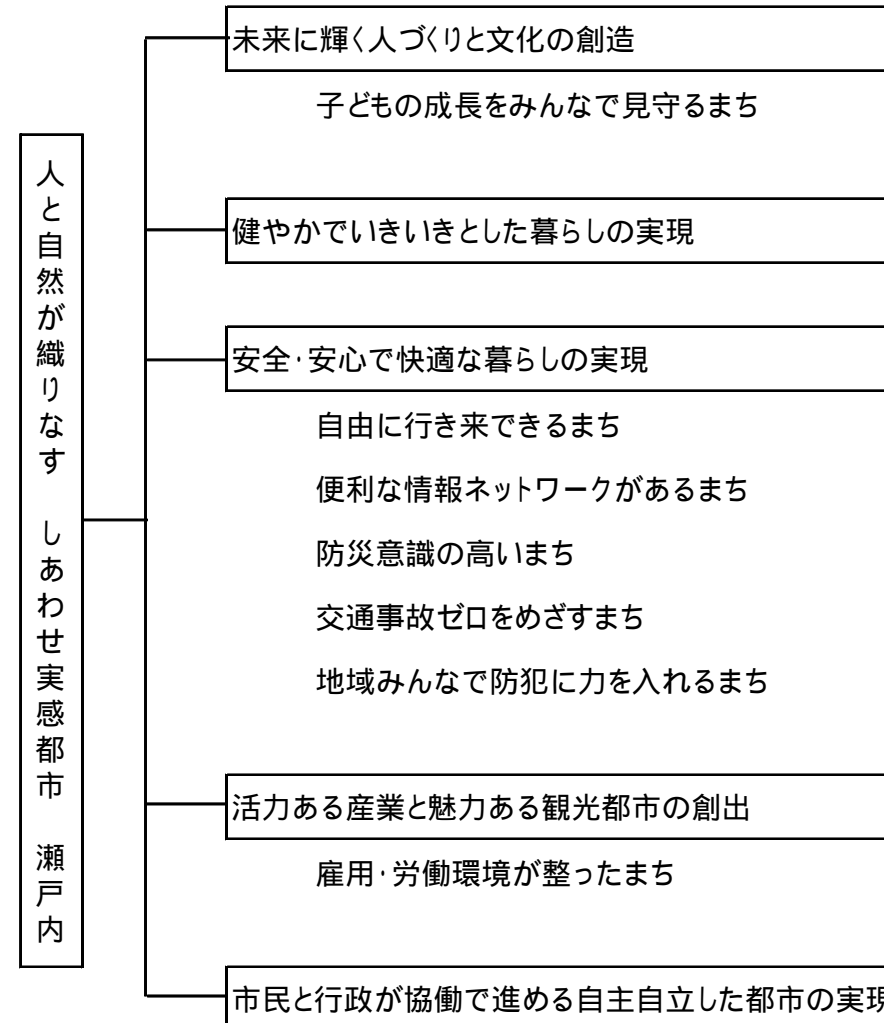 人と自然が織りなす しあわせ実感都市 瀬戸内
未来に輝く人づくりと文化の創造
子どもの成長をみんなで見守るまち
健やかでいきいきとした暮らしの実現
安全・安心で快適な暮らしの実現
自由に行き来できるまち
便利な情報ネットワークがあるまち
防災意識の高いまち
交通事故ゼロをめざすまち
地域みんなで防犯に力を入れるまち
活力ある産業と魅力ある観光都市の創出
雇用・労働環境が整ったまち
市民と行政が協働で進める自主自立した都市の実現